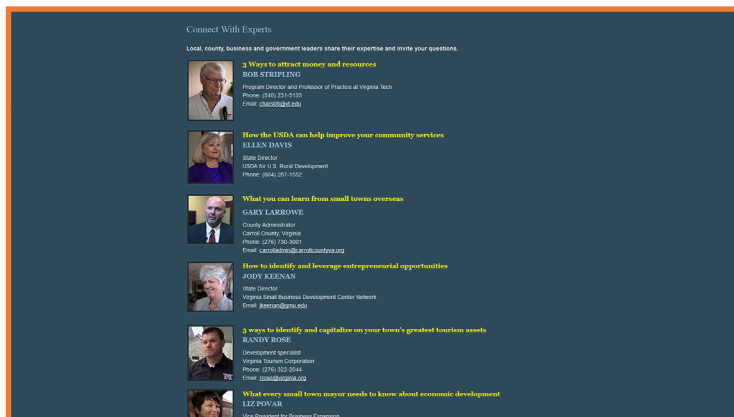 Connect With Experts
Local, county, business and government leaders share their expertise and invite your questions.
3 Ways to attract money and resources
BOB STRIPLING
Program Director and Professor of Practice at Virginia Tech
Phone: (540) 231-5133
Email: chars08@vt.edu
How the USDA can help improve your community services
ELLEN DAVIS
State Director
USDA for U.S. Rural Development
Phone: (804) 287-1552
What you can learn from small towns overseas
GARY LARROWE
County Administrator
Carroll County, Virginia
Phone: (276) 730-3001
Email: carrolladmin@carrollcountyva.org
How to identify and leverage entrepreneurial opportunities
JODY KEENAN
State Director
Virginia Small Business Development Center Network
Email: jkeenan@gmu.edu
3 ways to identify and capitalize on your town's greatest tourism assets
RANDY ROSE
Development specialist
Virginia Tourism Corporation
Phone: (276) 322-2044
Email: rrose@virginia.org
What every small town mayor needs to know about economic development
LIZ POVAR
Vice President for Business Expansion